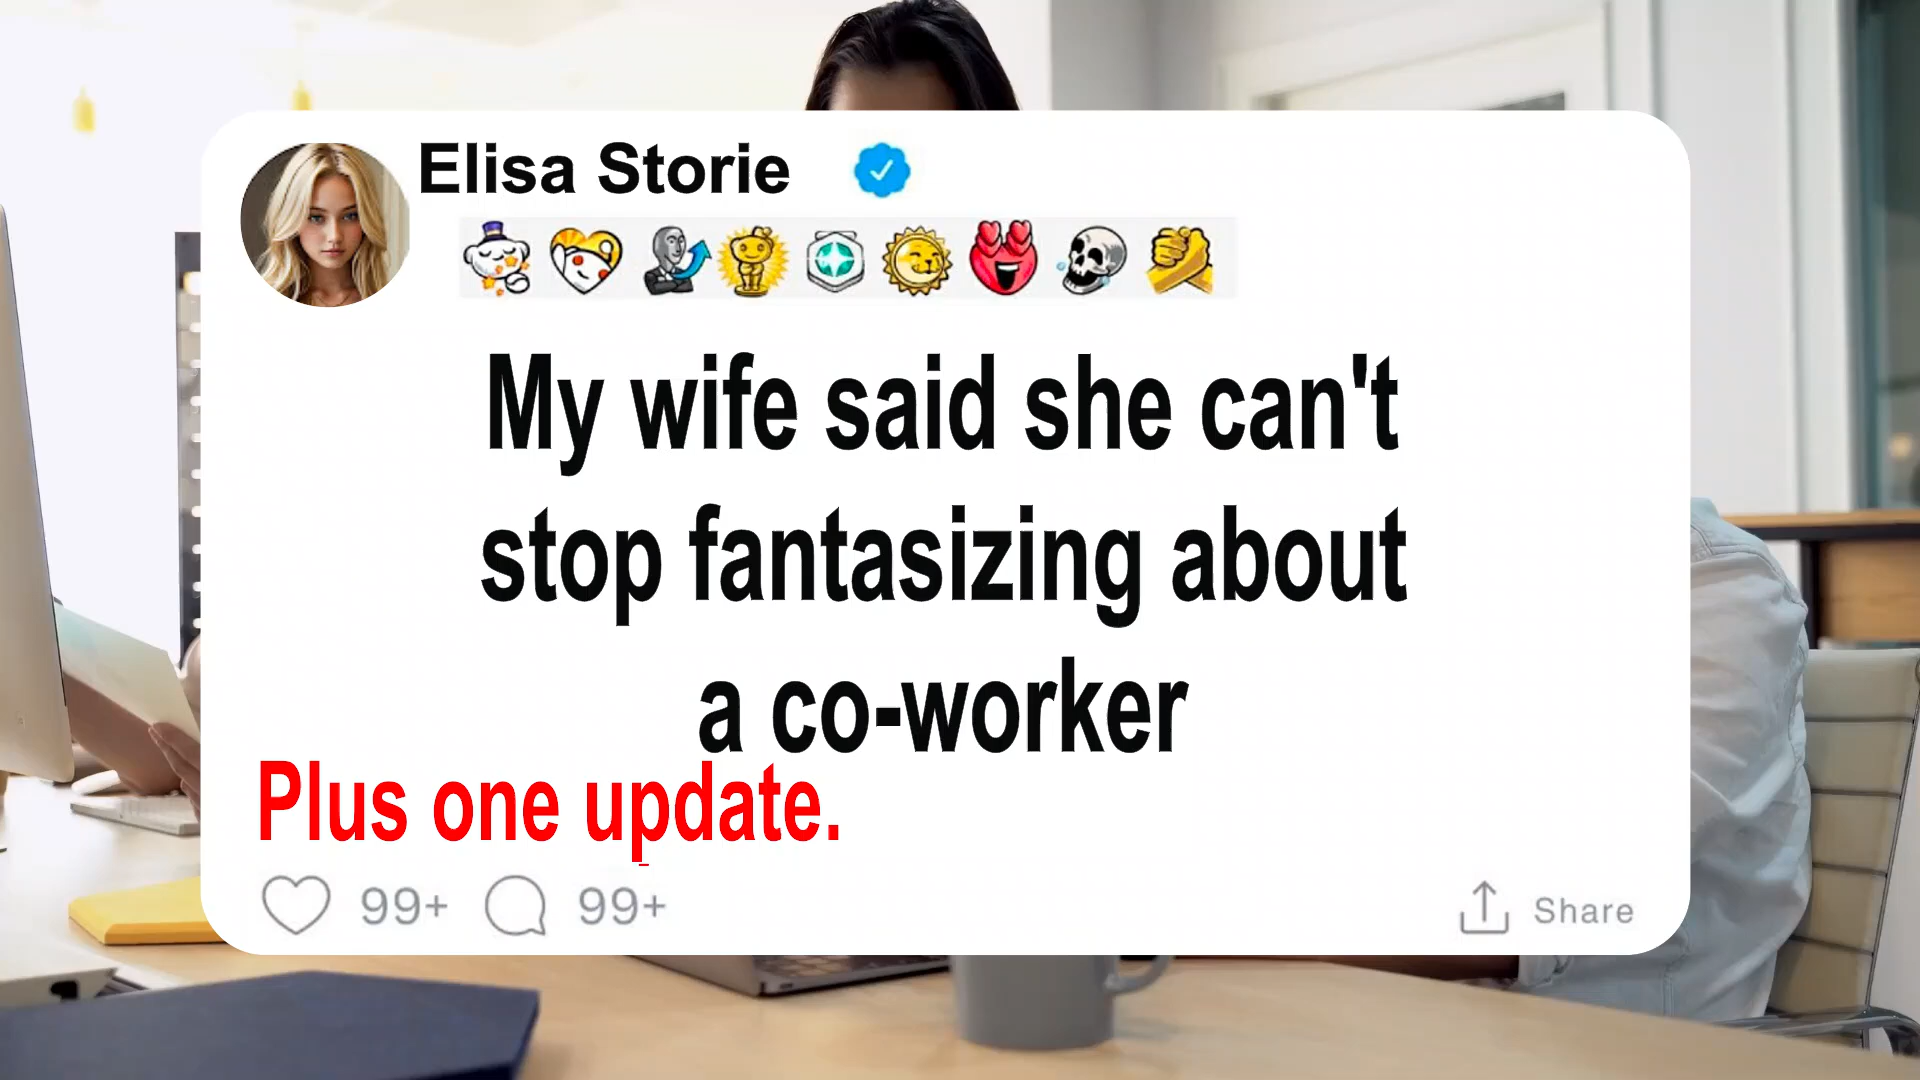 Elisa Storie
My wife said she can't
stop fantasizing about
a co-worker
Plus one update.
99+ 99+ Share